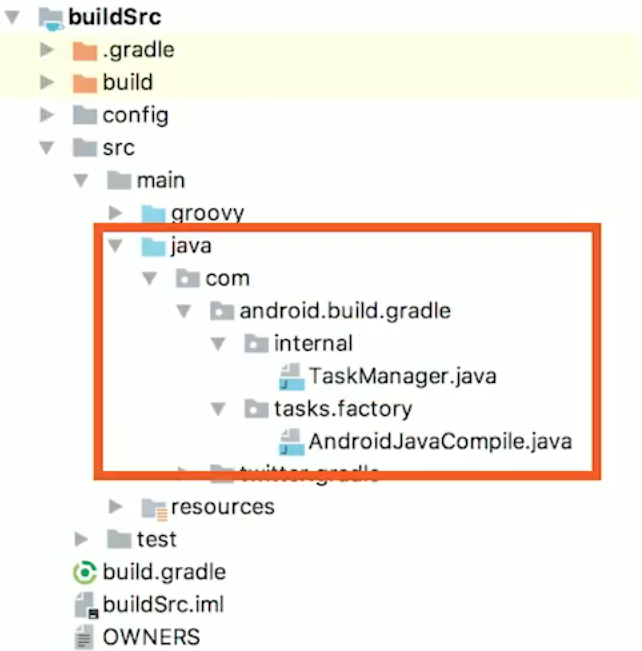 buildSrc
.gradle
build
config
src
main
groovy
java
com
android.build.gradle
internal
TaskManager.java
tasks.factory
AndroidJavaCompile.java
twitter.gradle
resources
test
build.gradle
buildSrc.iml
OWNERS